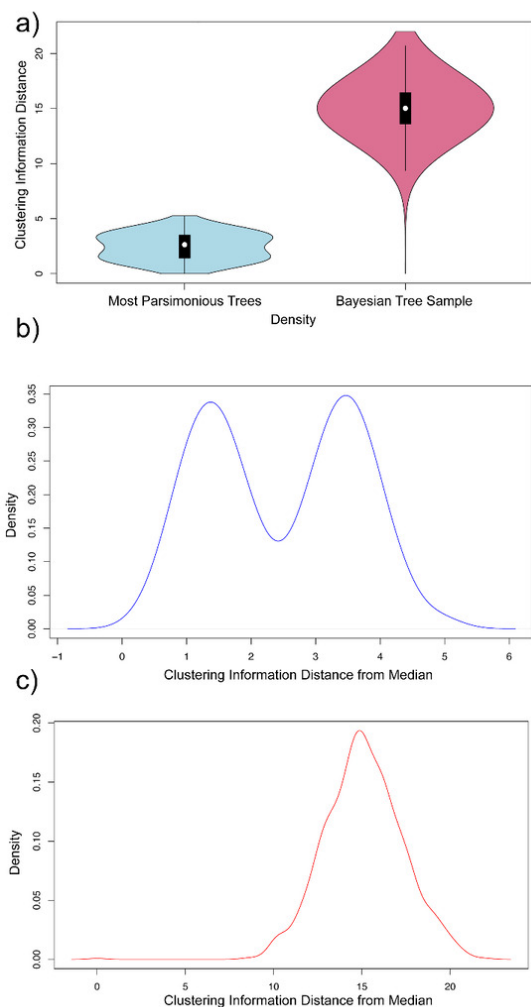 a)
Clustering Information Distance
20
15
10
5
0
Most Parsimonious Trees Bayesian Tree Sample
Density
b)
Density
0.35
0.30
0.25
0.20
0.15
0.10
0.05
0.00
−1 0 1 2 3 4 5 6
Clustering Information Distance from Median
c)
Density
0.20
0.15
0.10
0.05
0.00
0 5 10 15 20
Clustering Information Distance from Median